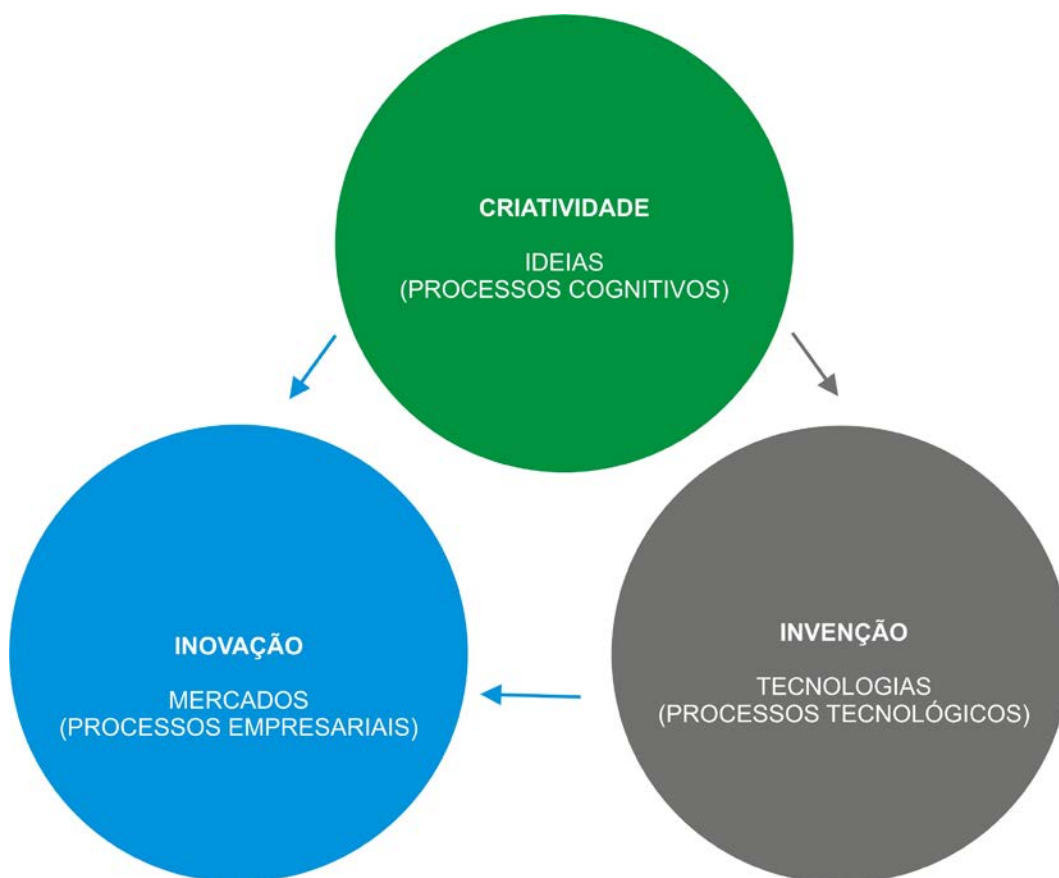 CRIATIVIDADE
IDEIAS
(PROCESSOS COGNITIVOS)
INOVAÇÃO
MERCADOS
(PROCESSOS EMPRESARIAIS)
INVENÇÃO
TECNOLOGIAS
(PROCESSOS TECNOLÓGICOS)